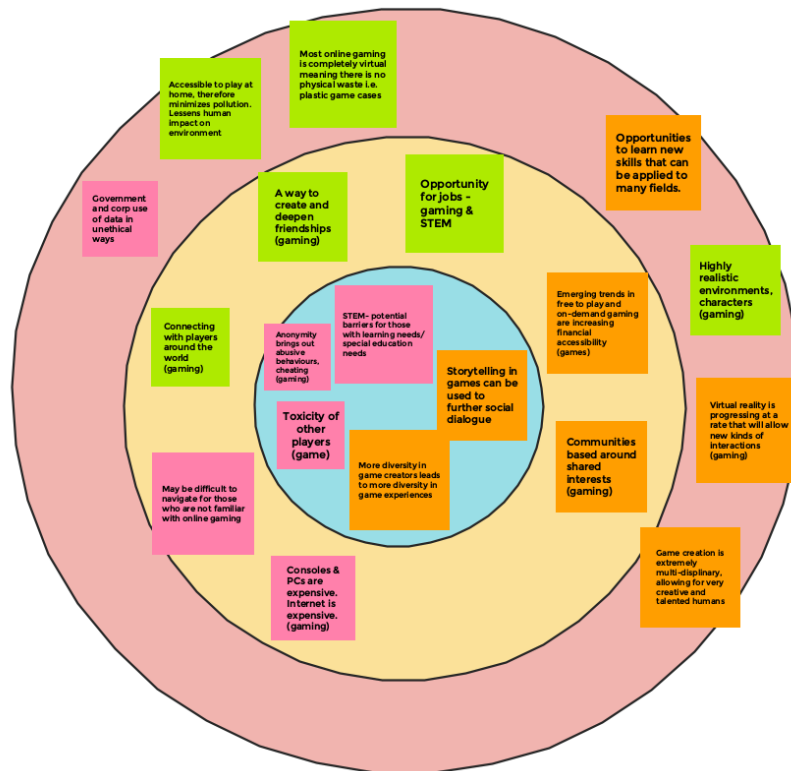 Most online gaming
is completely virtual
meaning there is no
physical waste i.e.
plastic game cases
Accessible to play at
home, therefore
minimizes pollution.
Lessens human
impact on
environment
Opportunities
to learn new
skills that can
be applied to
many fields.
Government
and corp use
of data in
unethical
ways
A way to
create and
deepen
friendships
(gaming)
Opportunity
for jobs -
gaming &
STEM
Highly
realistic
environments,
characters
(gaming)
Emerging trends in
free to play and
on-demand gaming
are increasing
financial
accessibility
(games)
Connecting
with players
around the
world
(gaming)
Anonymity
brings out
abusive
behaviours,
cheating
(gaming)
STEM- potential
barriers for those
with learning needs/
special education
needs
Storytelling in
games can be
used to
further social
dialogue
Toxicity of
other
players
(game)
Virtual reality is
progressing at a
rate that will allow
new kinds of
interactions
(gaming)
Communities
based around
shared
interests
(gaming)
More diversity in
game creators leads
to more diversity in
game experiences
May be difficult to
navigate for those
who are not familiar
with online gaming
Consoles &
PCs are
expensive.
Internet is
expensive.
(gaming)
Game creation is
extremely
multi-displinary,
allowing for very
creative and
talented humans